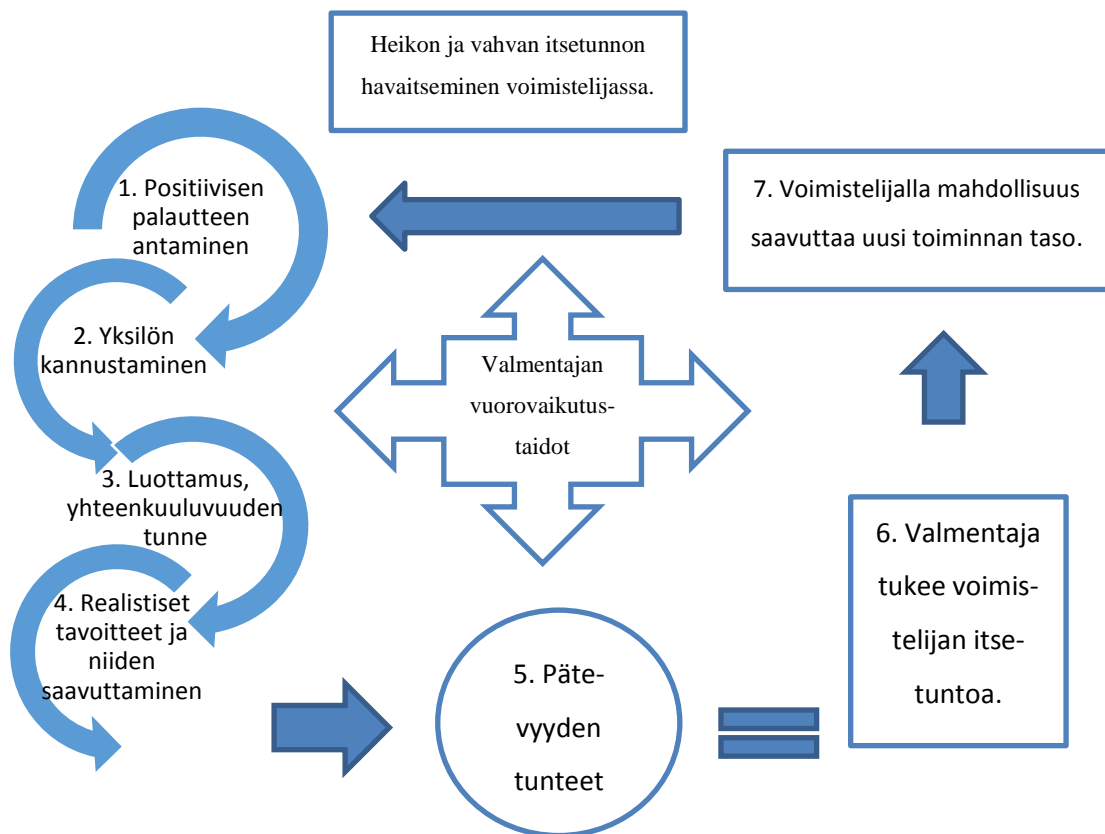 Heikon ja vahvan itsetunnon
havaitseminen voimistelijassa.
1. Positiivisen
palautteen
antaminen
2. Yksilön
kannustaminen
3. Luottamus,
yhteenkuuluvuuden
tunne
4. Realistiset
tavoitteet ja
niiden
saavuttaminen
Valmentajan
vuorovaikutus-
taidot
5. Päte-
vyyden
tunteet
6. Valmentaja
tukee voimis-
telijan itse-
tuntoa.
7. Voimistelijalla mahdollisuus
saavuttaa uusi toiminnan taso.